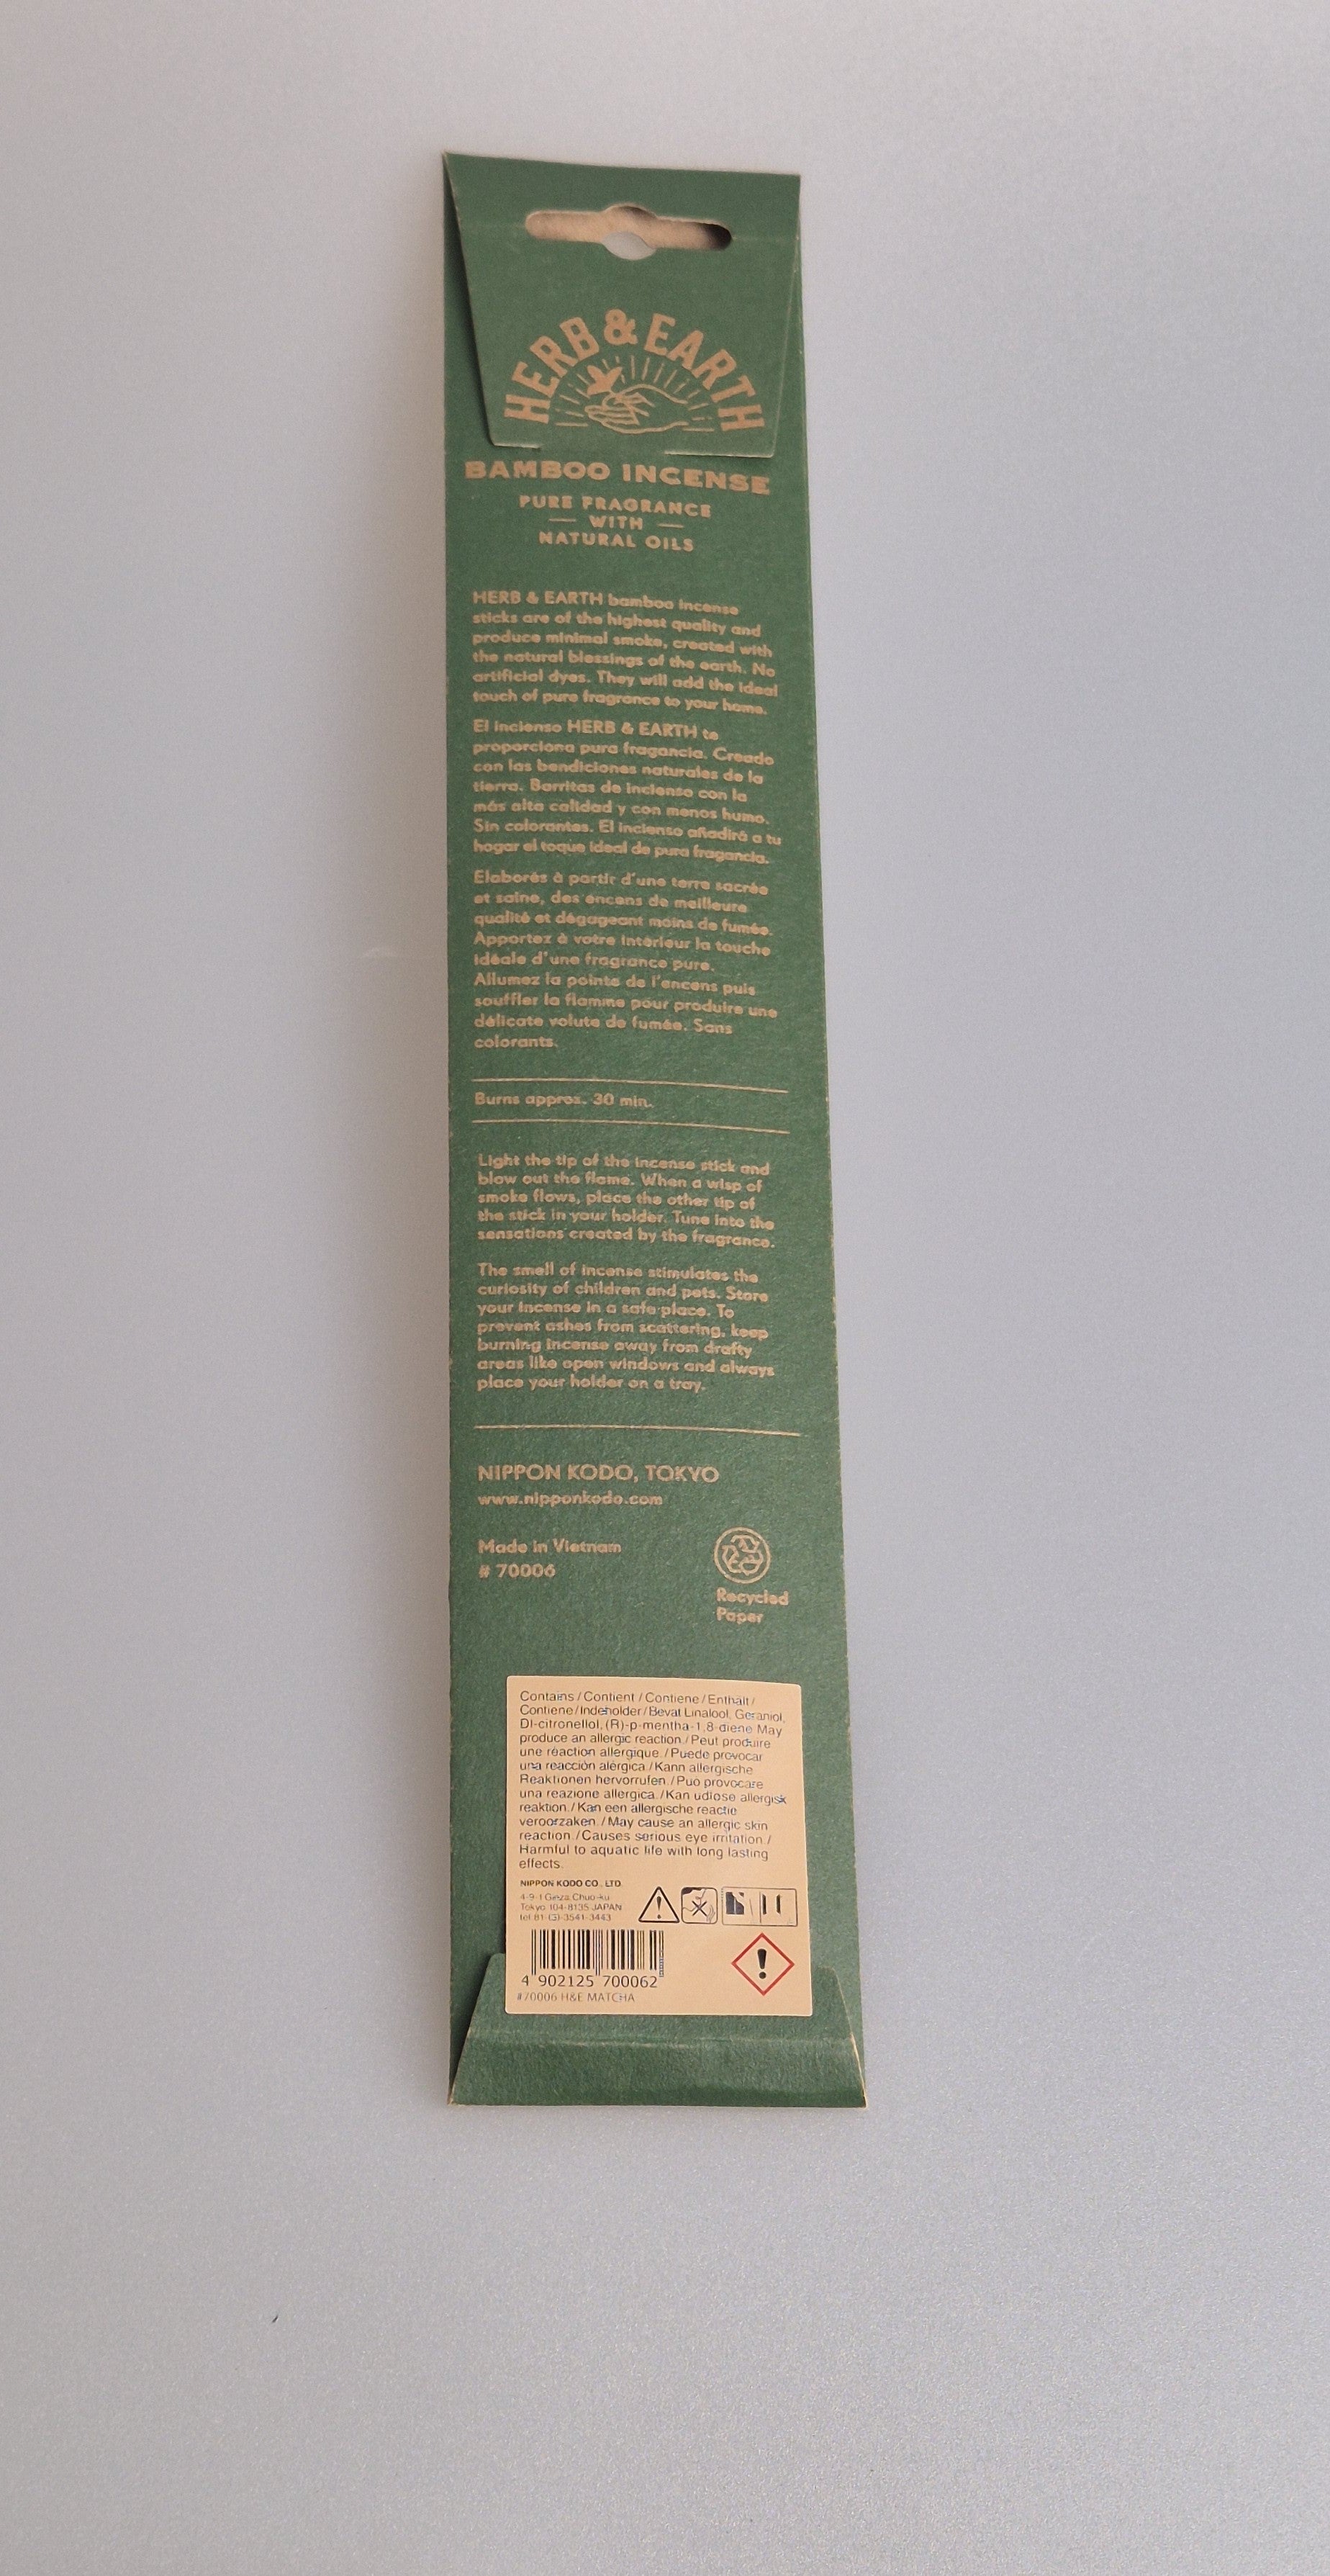 HERB & EARTH
BAMBOO INCENSE
PURE FRAGRANCE
WITH
NATURAL OILS
HERB & EARTH bamboo incense
sticks are of the highest quality and
produce minimal smoke, created with
the natural blessings of the earth. No
artificial dyes. They will add the ideal
touch of pure fragrance to your home.
El incienso HERB & EARTH te
proporciona pura fragancia. Creado
con las bendiciones naturales de la
tierra. Barritas de incienso con la
más alta calidad y con menos humo.
Sin colorantes. El incienso añadirá a tu
hogar el toque ideal de pura fragancia.
Elaborés à partir d'une terre sacrée
et saine, des encens de meilleure
qualité et dégageant moins de fumée.
Apportez à votre intérieur la touche
idéale d'une fragrance pure.
Allumez la pointe de l'encens puis
souffler la flamme pour produire une
délicate volute de fumée. Sans
colorants.
Burns approx. 30 min.
Light the tip of the incense stick and
blow out the flame. When a wisp of
smoke flows, place the other tip of
the stick in your holder. Tune into the
sensations created by the fragrance.
The smell of incense stimulates the
curiosity of children and pets. Store
your incense in a safe place. To
prevent ashes from scattering, keep
burning incense away from drafty
areas like open windows and always
place your holder on a tray.
NIPPON KODO, TOKYO
www.nipponkodo.com
Made in Vietnam
# 70006
Recycled
Paper
Contains / Contient / Contiene / Enthält /
Contiene / Indeholder / Bevat Linalool, Geraniol,
Dl-citronellol, (R)-p-mentha-1,8-diene May
produce an allergic reaction. / Peut produire
une réaction allergique. / Puede provocar
una reacción alérgica. / Kann allergische
Reaktionen hervorrufen. / Puo provocare
una reazione allergica. / Kan udløse allergisk
reaktion. / Kan een allergische reactie
veroorzaken. / May cause an allergic skin
reaction. / Causes serious eye irritation. /
Harmful to aquatic life with long lasting
effects.
NIPPON KODO CO., LTD.
4-9-1 Ginza, Chuo-ku
Tokyo 104-8135 JAPAN
tel 81-(3)-3541-3443
4 902125 700062
#70006 H&E MATCHA